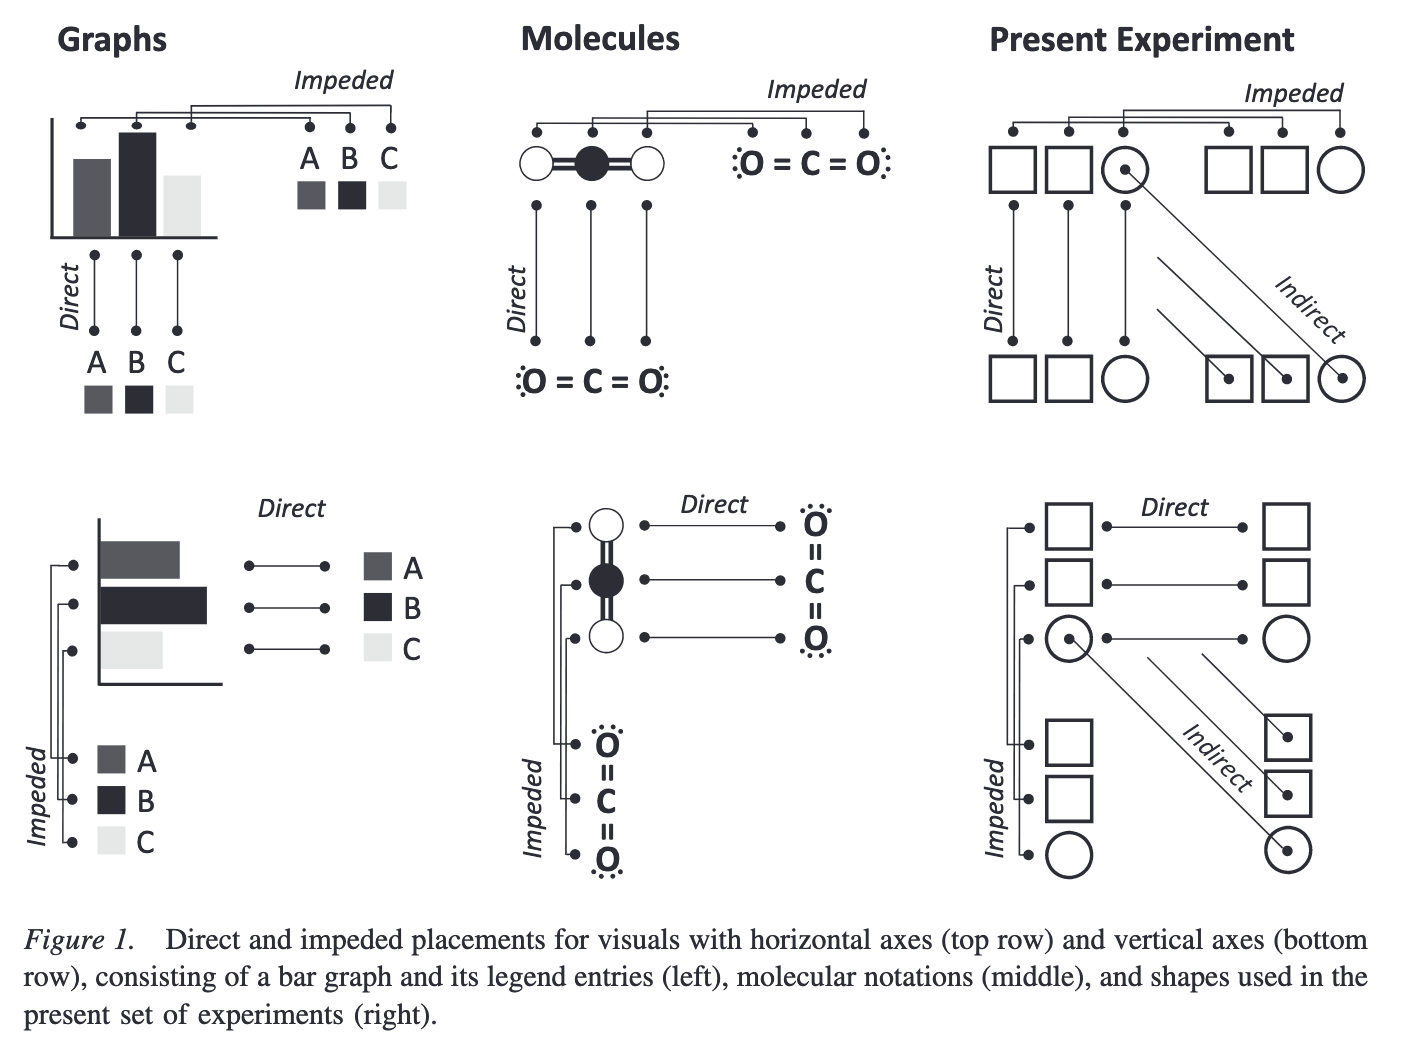 Graphs
Molecules
Present Experiment
Impeded
A B C
Direct
A B C
Impeded
O = C = O
Direct
O = C = O
Impeded
Direct
Indirect
Direct
A
B
C
Impeded
A
B
C
Direct
O
=
C
=
O
Impeded
O
=
C
=
O
Direct
Indirect
Impeded
Figure 1. Direct and impeded placements for visuals with horizontal axes (top row) and vertical axes (bottom
row), consisting of a bar graph and its legend entries (left), molecular notations (middle), and shapes used in the
present set of experiments (right).